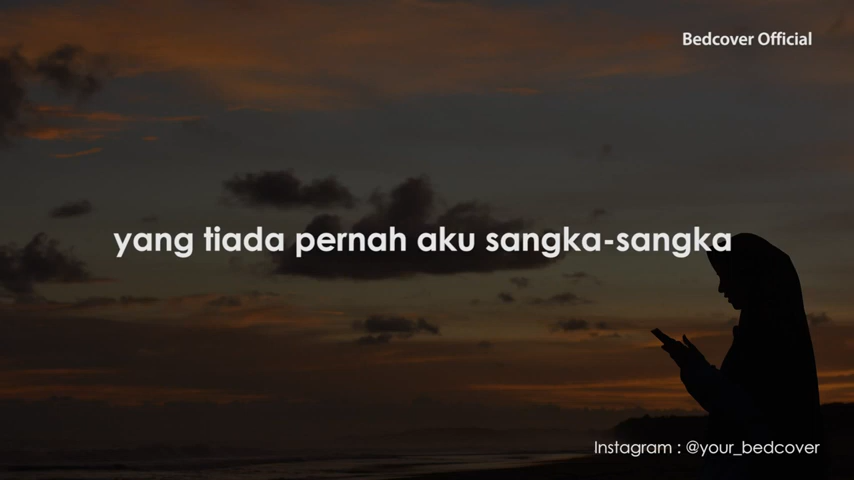 Bedcover Official
yang tiada pernah aku sangka-sangka
Instagram : @your_bedcover